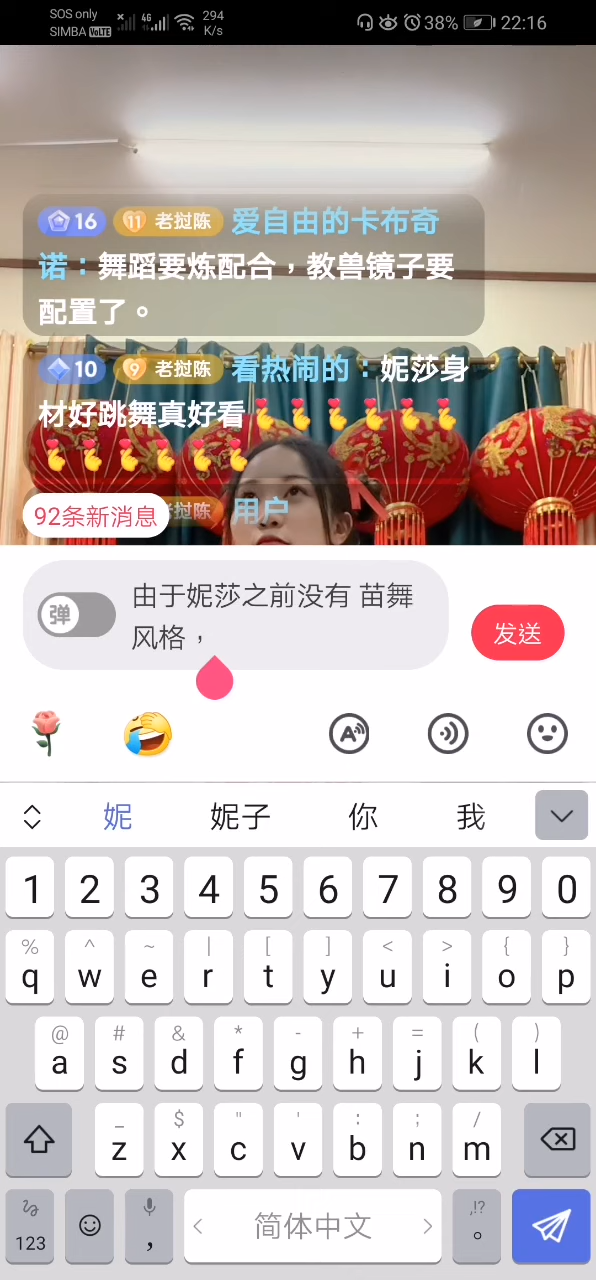 SOS only 4G 294
SIMBA VoLTE K/s 38% 22:16
16 11 老挝陈 爱自由的卡布奇
诺：舞蹈要炼配合，教兽镜子要
配置了。
10 9 老挝陈 看热闹的：妮莎身
材好跳舞真好看🫰🫰🫰🫰🫰🫰
🫰🫰🫰🫰🫰🫰
92条新消息 老挝陈 用户
弹 由于妮莎之前没有 苗舞
风格，
发送
A
妮 妮子 你 我
1 2 3 4 5 6 7 8 9 0
% ^ ~ | [ ] < > { }
q w e r t y u i o p
@ # & * - + = ( )
a s d f g h j k l
_ $ " ' : ; /
z x c v b n m
123 , < 简体中文 > ,!? 。